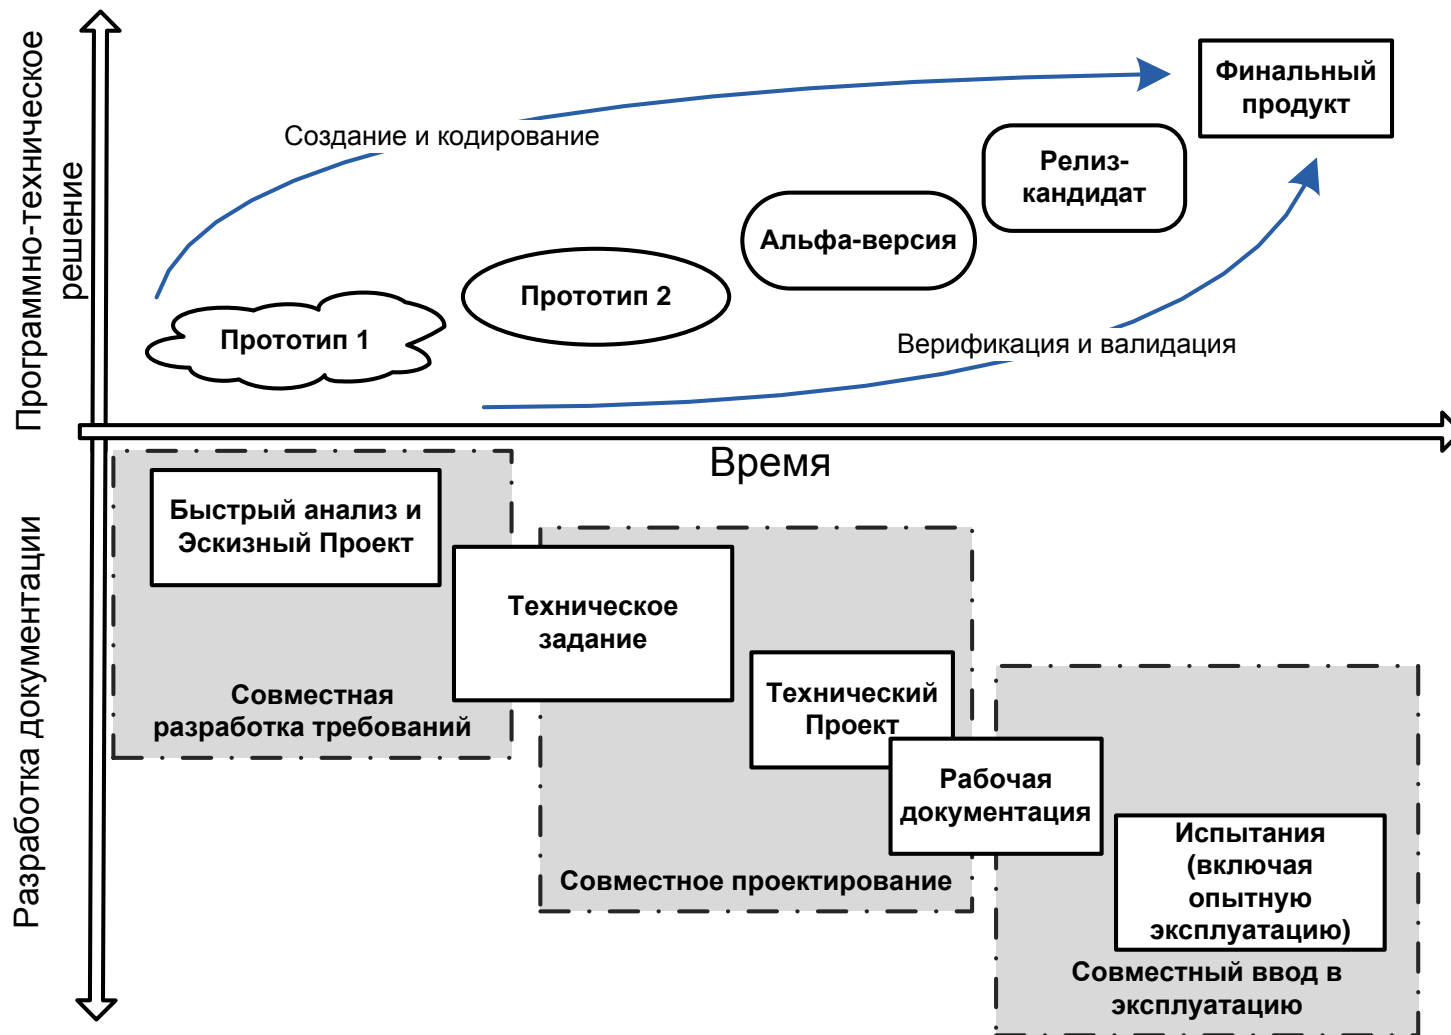 Программно-техническое
решение
Финальный
продукт
Создание и кодирование
Релиз-
кандидат
Альфа-версия
Прототип 2
Прототип 1
Верификация и валидация
Время
Разработка документации
Быстрый анализ и
Эскизный Проект
Техническое
задание
Совместная
разработка требований
Технический
Проект
Рабочая
документация
Совместное проектирование
Испытания
(включая
опытную
эксплуатацию)
Совместный ввод в
эксплуатацию